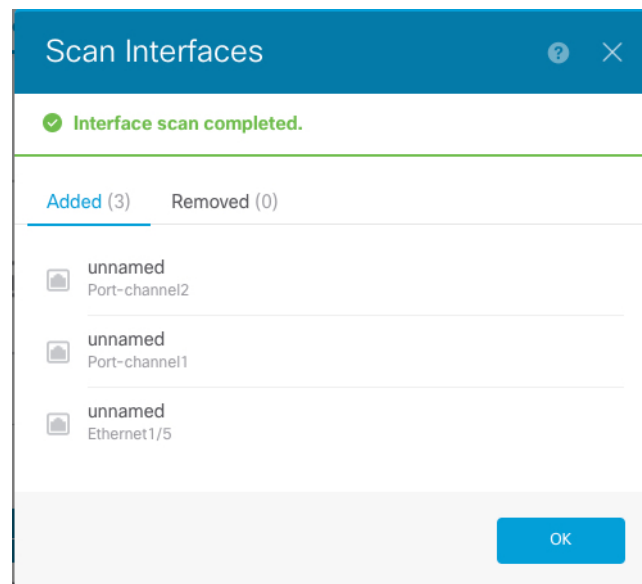 Scan Interfaces
?
Interface scan completed.
Added (3) Removed (0)
unnamed
Port-channel2
unnamed
Port-channel1
unnamed
Ethernet1/5
OK